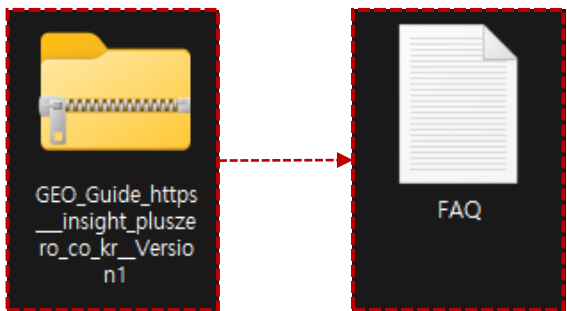 GEO_Guide_https
__insight_plusze
ro_co_kr__Versio
n1
FAQ